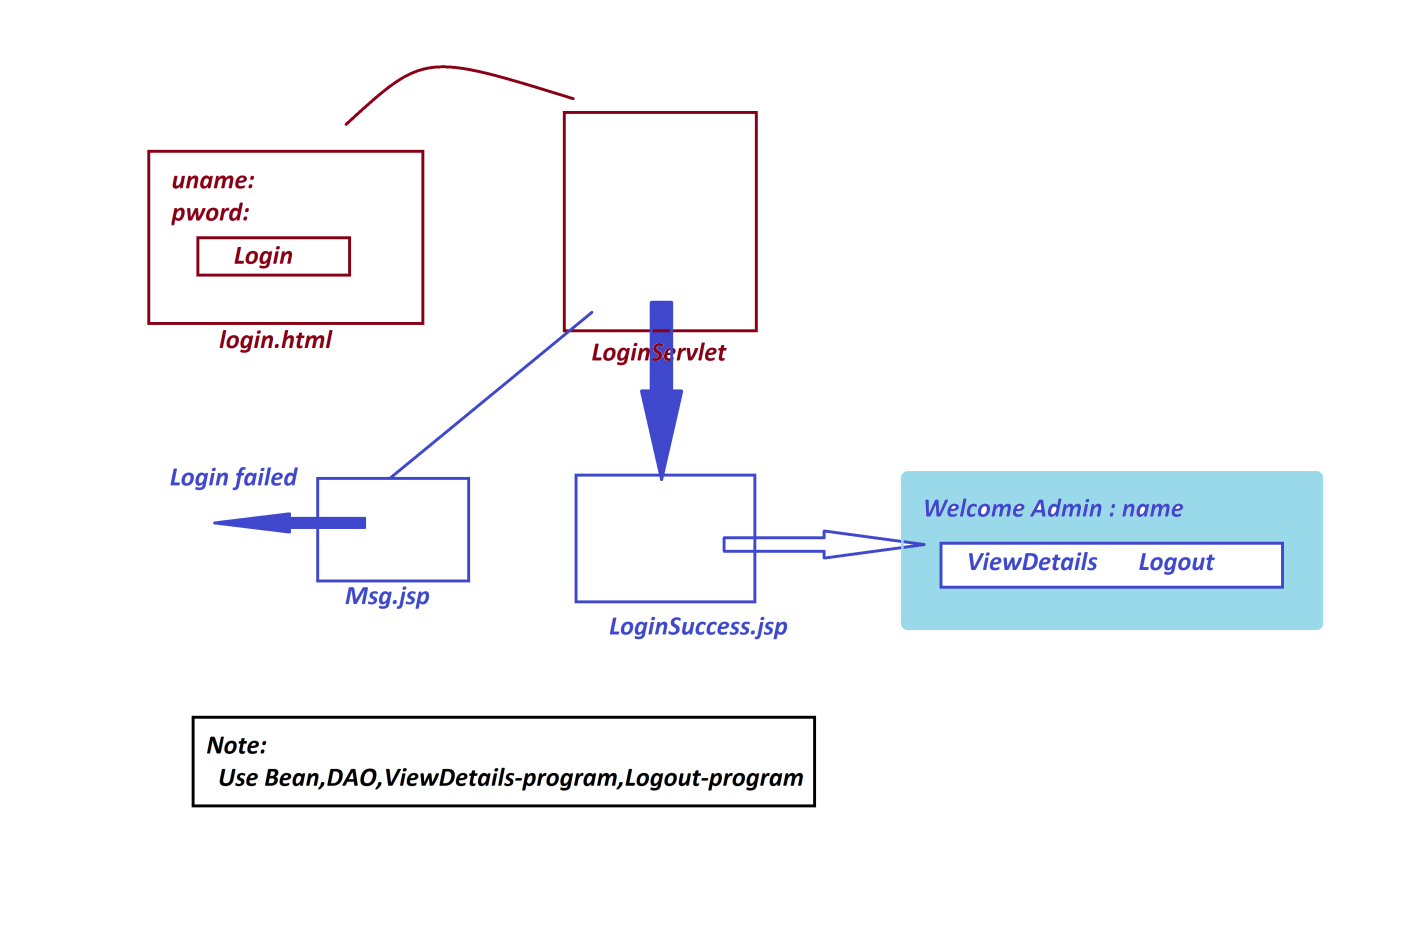 uname:
pword:
Login
login.html
LoginServlet
Login failed
Msg.jsp
LoginSuccess.jsp
Welcome Admin : name
ViewDetails Logout
Note:
Use Bean,DAO,ViewDetails-program,Logout-program